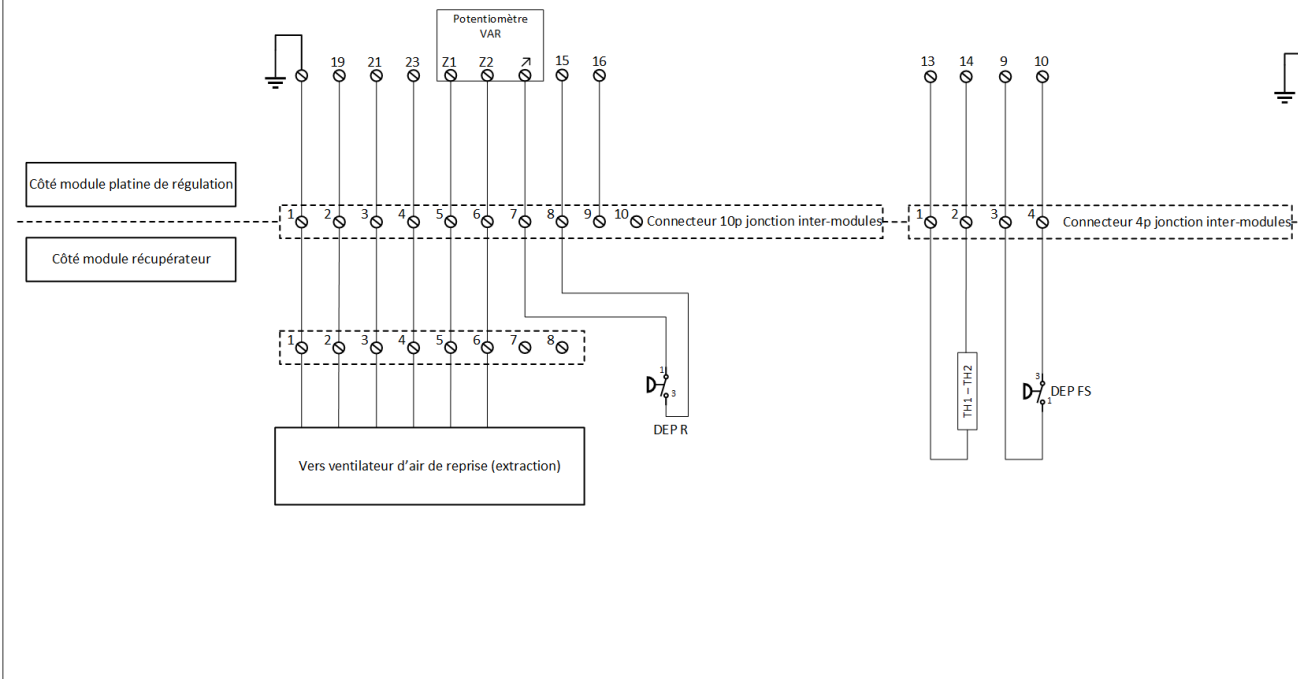 Potentiomètre
VAR
19 21 23 Z1 Z2 15 16
13 14 9 10
Côté module platine de régulation
1 2 3 4 5 6 7 8 9 10 Connecteur 10p jonction inter-modules
1 2 3 4 Connecteur 4p jonction inter-modules
Côté module récupérateur
1 2 3 4 5 6 7 8
1
3
DEP R
TH1 – TH2
3
1
DEP FS
Vers ventilateur d'air de reprise (extraction)